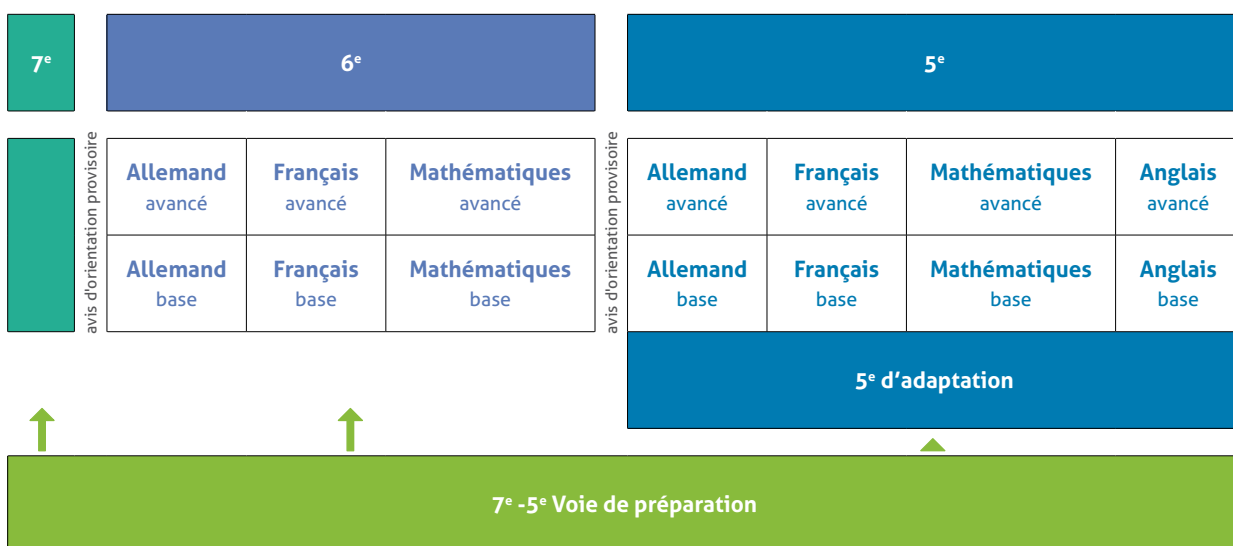 7ᵉ
6ᵉ
5ᵉ
avis d'orientation provisoire
Allemand
avancé
Français
avancé
Mathématiques
avancé
Allemand
base
Français
base
Mathématiques
base
avis d'orientation provisoire
Allemand
avancé
Français
avancé
Mathématiques
avancé
Anglais
avancé
Allemand
base
Français
base
Mathématiques
base
Anglais
base
5ᵉ d’adaptation
7ᵉ -5ᵉ Voie de préparation